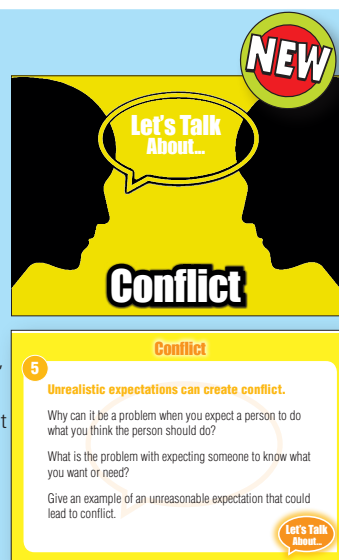 NEW
Let's Talk
About...
Conflict
Conflict
5
Unrealistic expectations can create conflict.
Why can it be a problem when you expect a person to do
what you think the person should do?
What is the problem with expecting someone to know what
you want or need?
Give an example of an unreasonable expectation that could
lead to conflict.
Let's Talk
About...